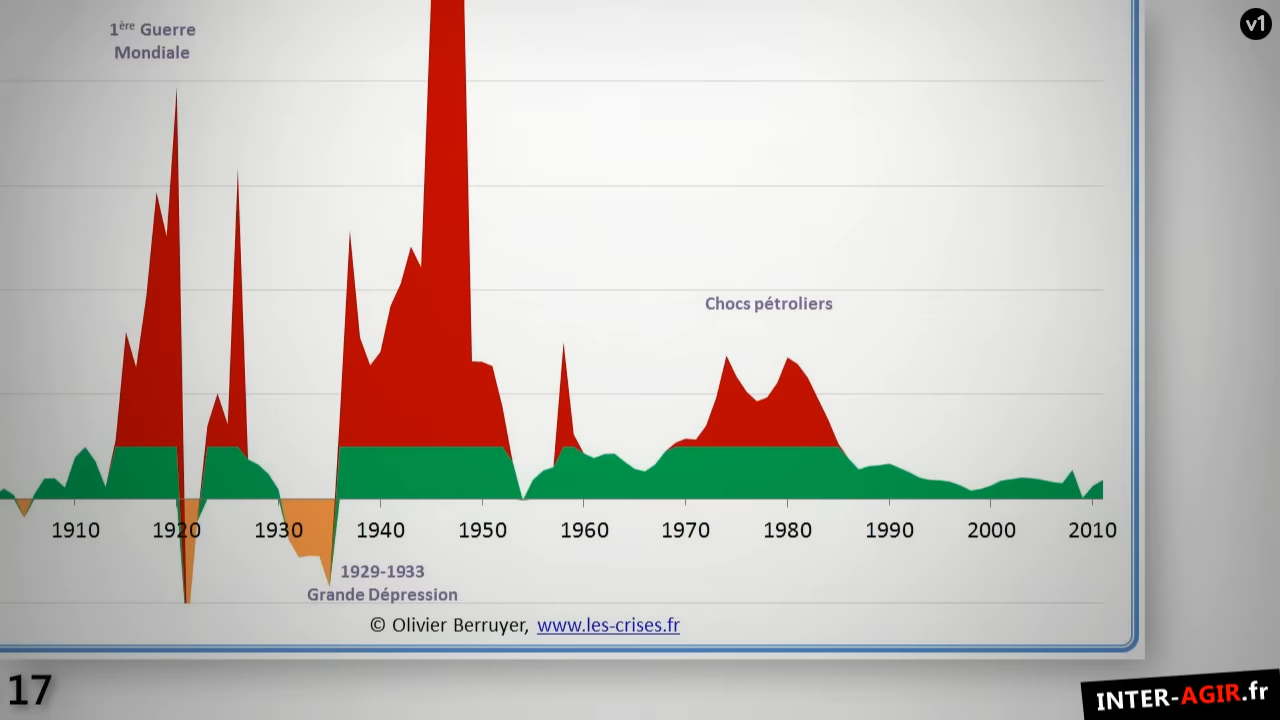 v1
1ère Guerre
Mondiale
Chocs pétroliers
1910 1920 1930 1940 1950 1960 1970 1980 1990 2000 2010
1929-1933
Grande Dépression
© Olivier Berruyer, www.les-crises.fr
17
INTER-AGIR.fr